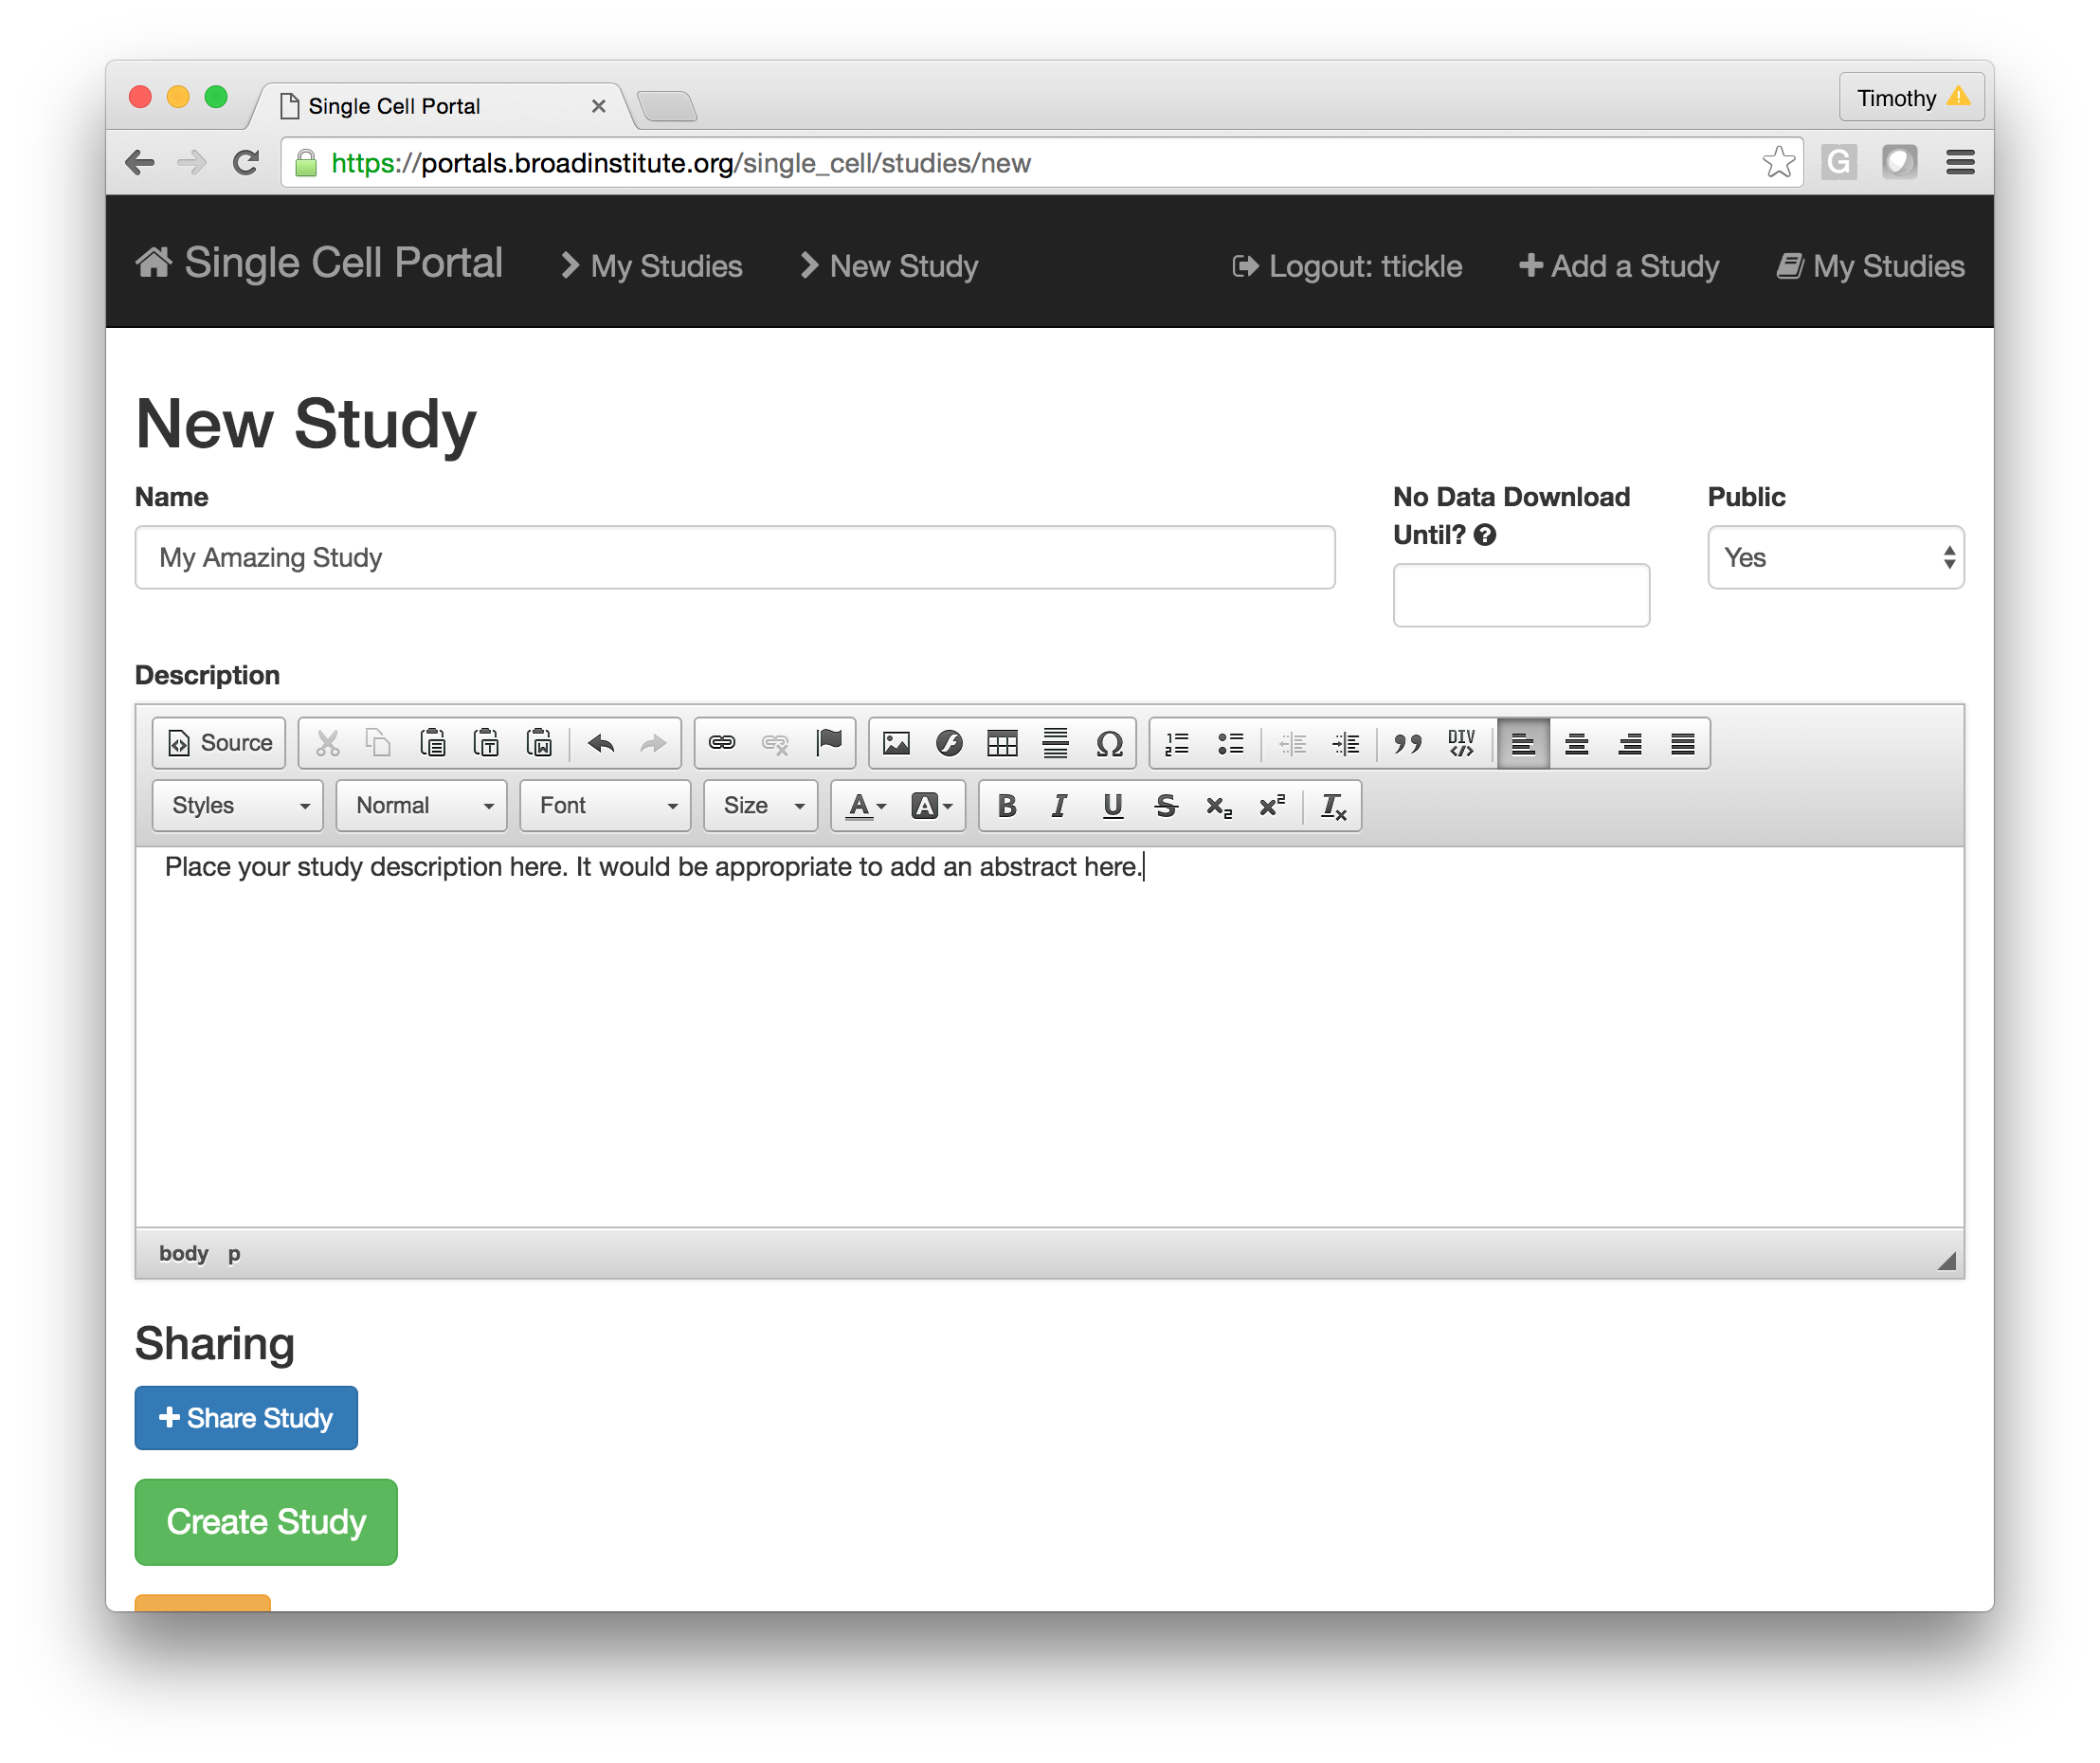 Single Cell Portal
Timothy
https://portals.broadinstitute.org/single_cell/studies/new
Single Cell Portal My Studies New Study Logout: ttickle Add a Study My Studies
New Study
Name
No Data Download Until?
Public
My Amazing Study
Yes
Description
Source
Styles Normal Font Size
Place your study description here. It would be appropriate to add an abstract here.
body p
Sharing
Share Study
Create Study